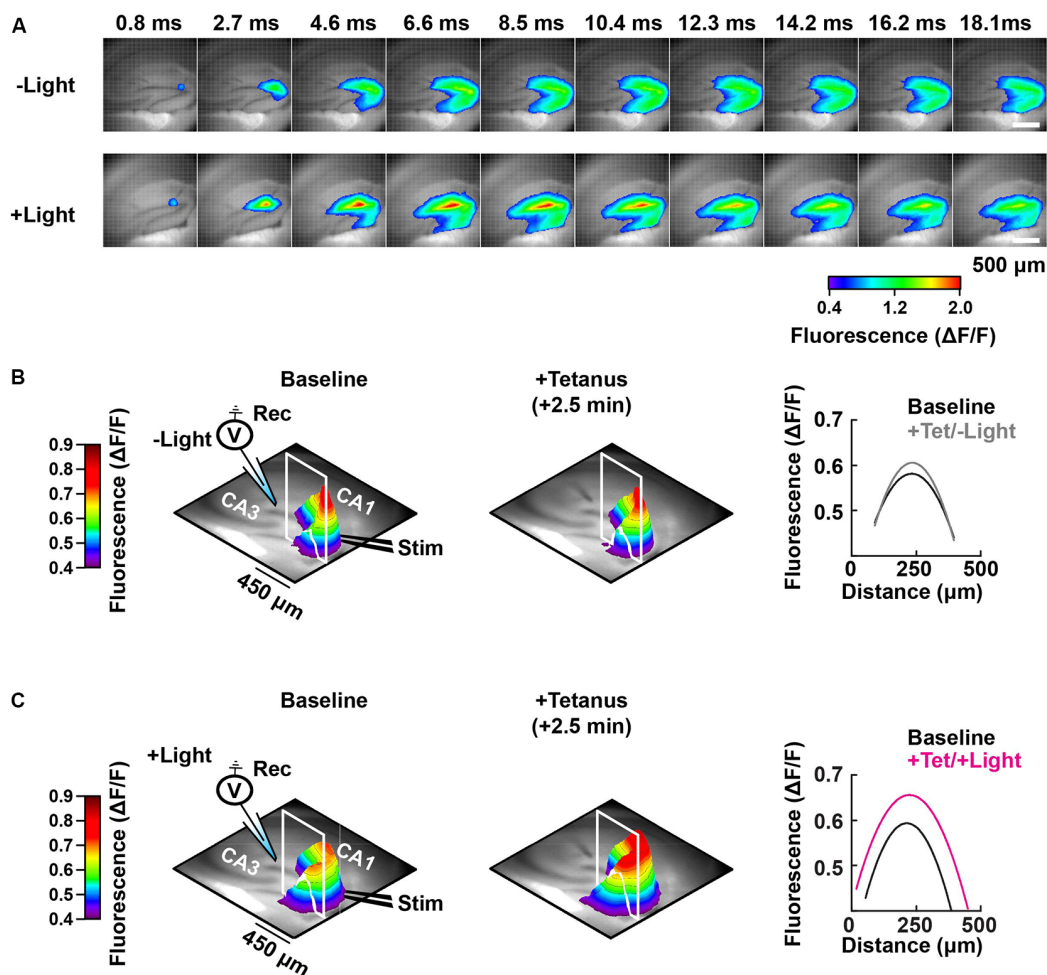 A
0.8 ms 2.7 ms 4.6 ms 6.6 ms 8.5 ms 10.4 ms 12.3 ms 14.2 ms 16.2 ms 18.1ms
-Light
+Light
500 µm
0.4 1.2 2.0
Fluorescence (ΔF/F)
B
Baseline
+Tetanus
(+2.5 min)
Fluorescence (ΔF/F)
0.9
0.8
0.7
0.6
0.5
0.4
-Light
Rec
V
CA3
CA1
Stim
450 µm
Fluorescence (ΔF/F)
0.7
0.6
0.5
Baseline
+Tet/-Light
0 250 500
Distance (µm)
C
Baseline
+Tetanus
(+2.5 min)
Fluorescence (ΔF/F)
0.9
0.8
0.7
0.6
0.5
0.4
+Light
Rec
V
CA3
CA1
Stim
450 µm
Fluorescence (ΔF/F)
0.7
0.6
0.5
Baseline
+Tet/+Light
0 250 500
Distance (µm)